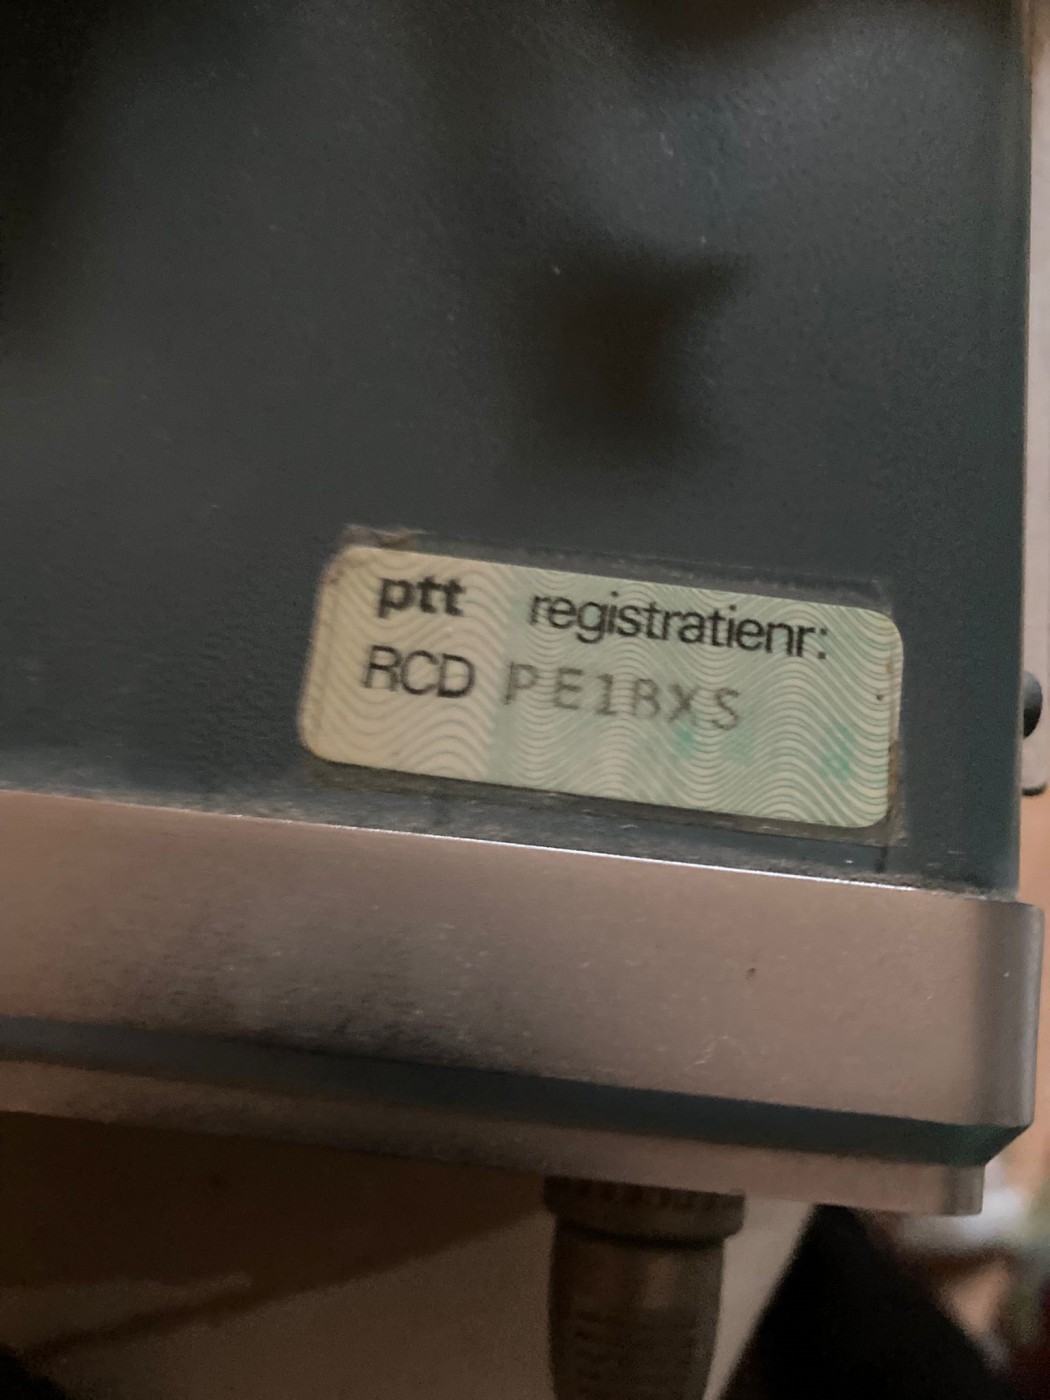 ptt registratienr:
RCD PE1BXS